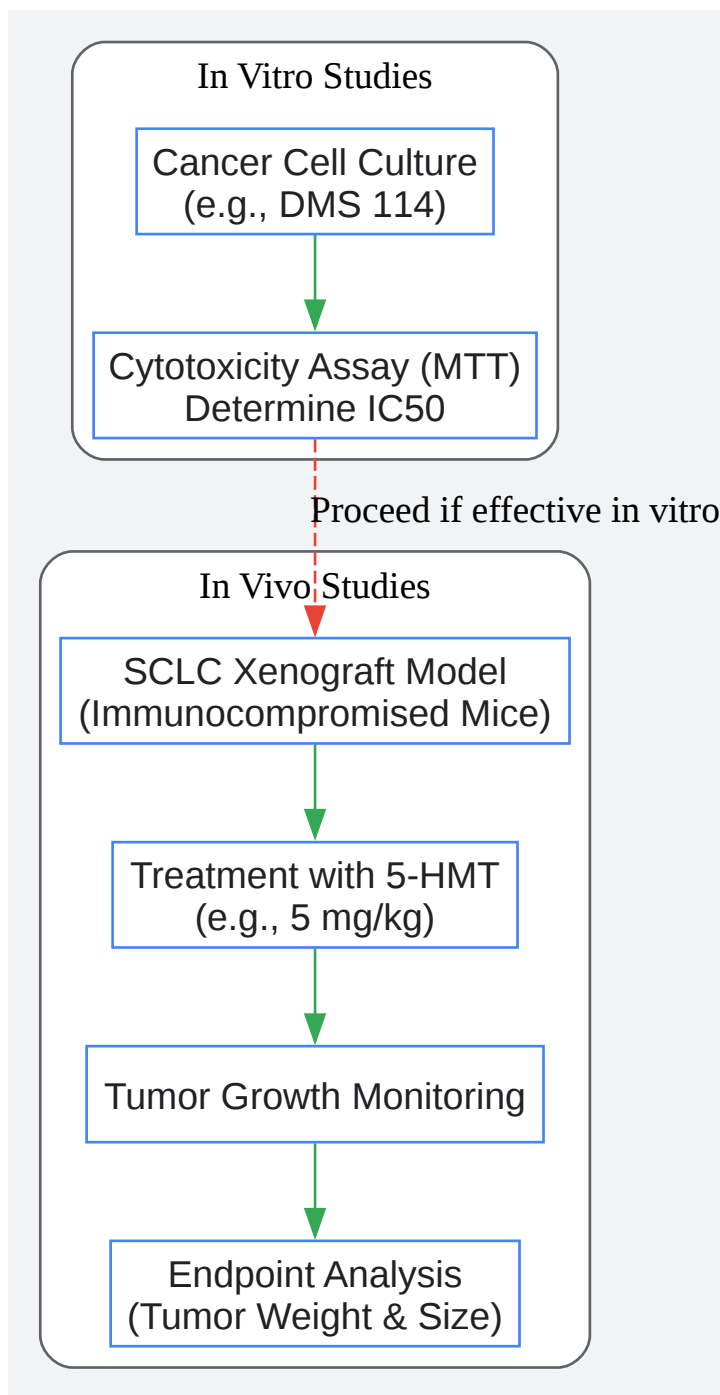 In Vitro Studies
Cancer Cell Culture
(e.g., DMS 114)
Cytotoxicity Assay (MTT)
Determine IC50
Proceed if effective in vitro
In Vivo Studies
SCLC Xenograft Model
(Immunocompromised Mice)
Treatment with 5-HMT
(e.g., 5 mg/kg)
Tumor Growth Monitoring
Endpoint Analysis
(Tumor Weight & Size)